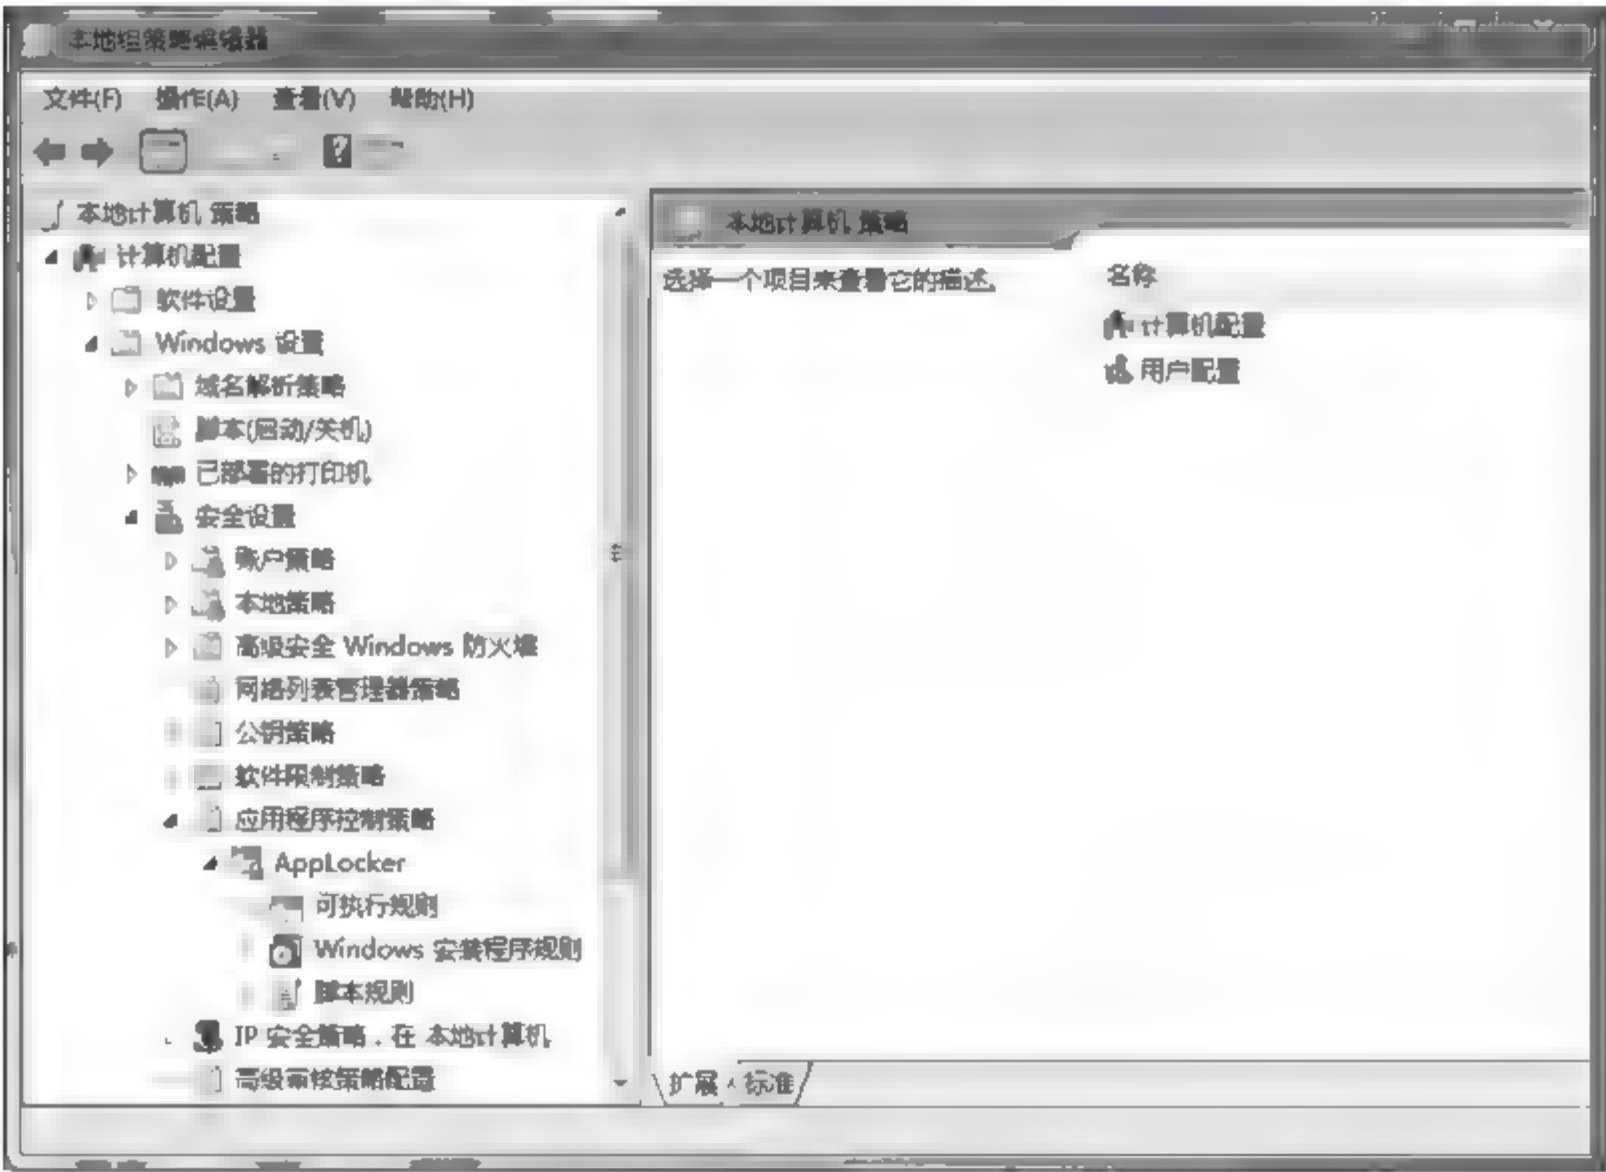 本地组策略编辑器
文件(F) 操作(A) 查看(V) 帮助(H)
本地计算机 策略
计算机配置
软件设置
Windows 设置
域名解析策略
脚本(启动/关机)
已部署的打印机
安全设置
账户策略
本地策略
高级安全 Windows 防火墙
网络列表管理器策略
公钥策略
软件限制策略
应用程序控制策略
AppLocker
可执行规则
Windows 安装程序规则
脚本规则
IP 安全策略，在 本地计算机
高级审核策略配置
本地计算机 策略
选择一个项目来查看它的描述。
名称
计算机配置
用户配置
扩展 标准